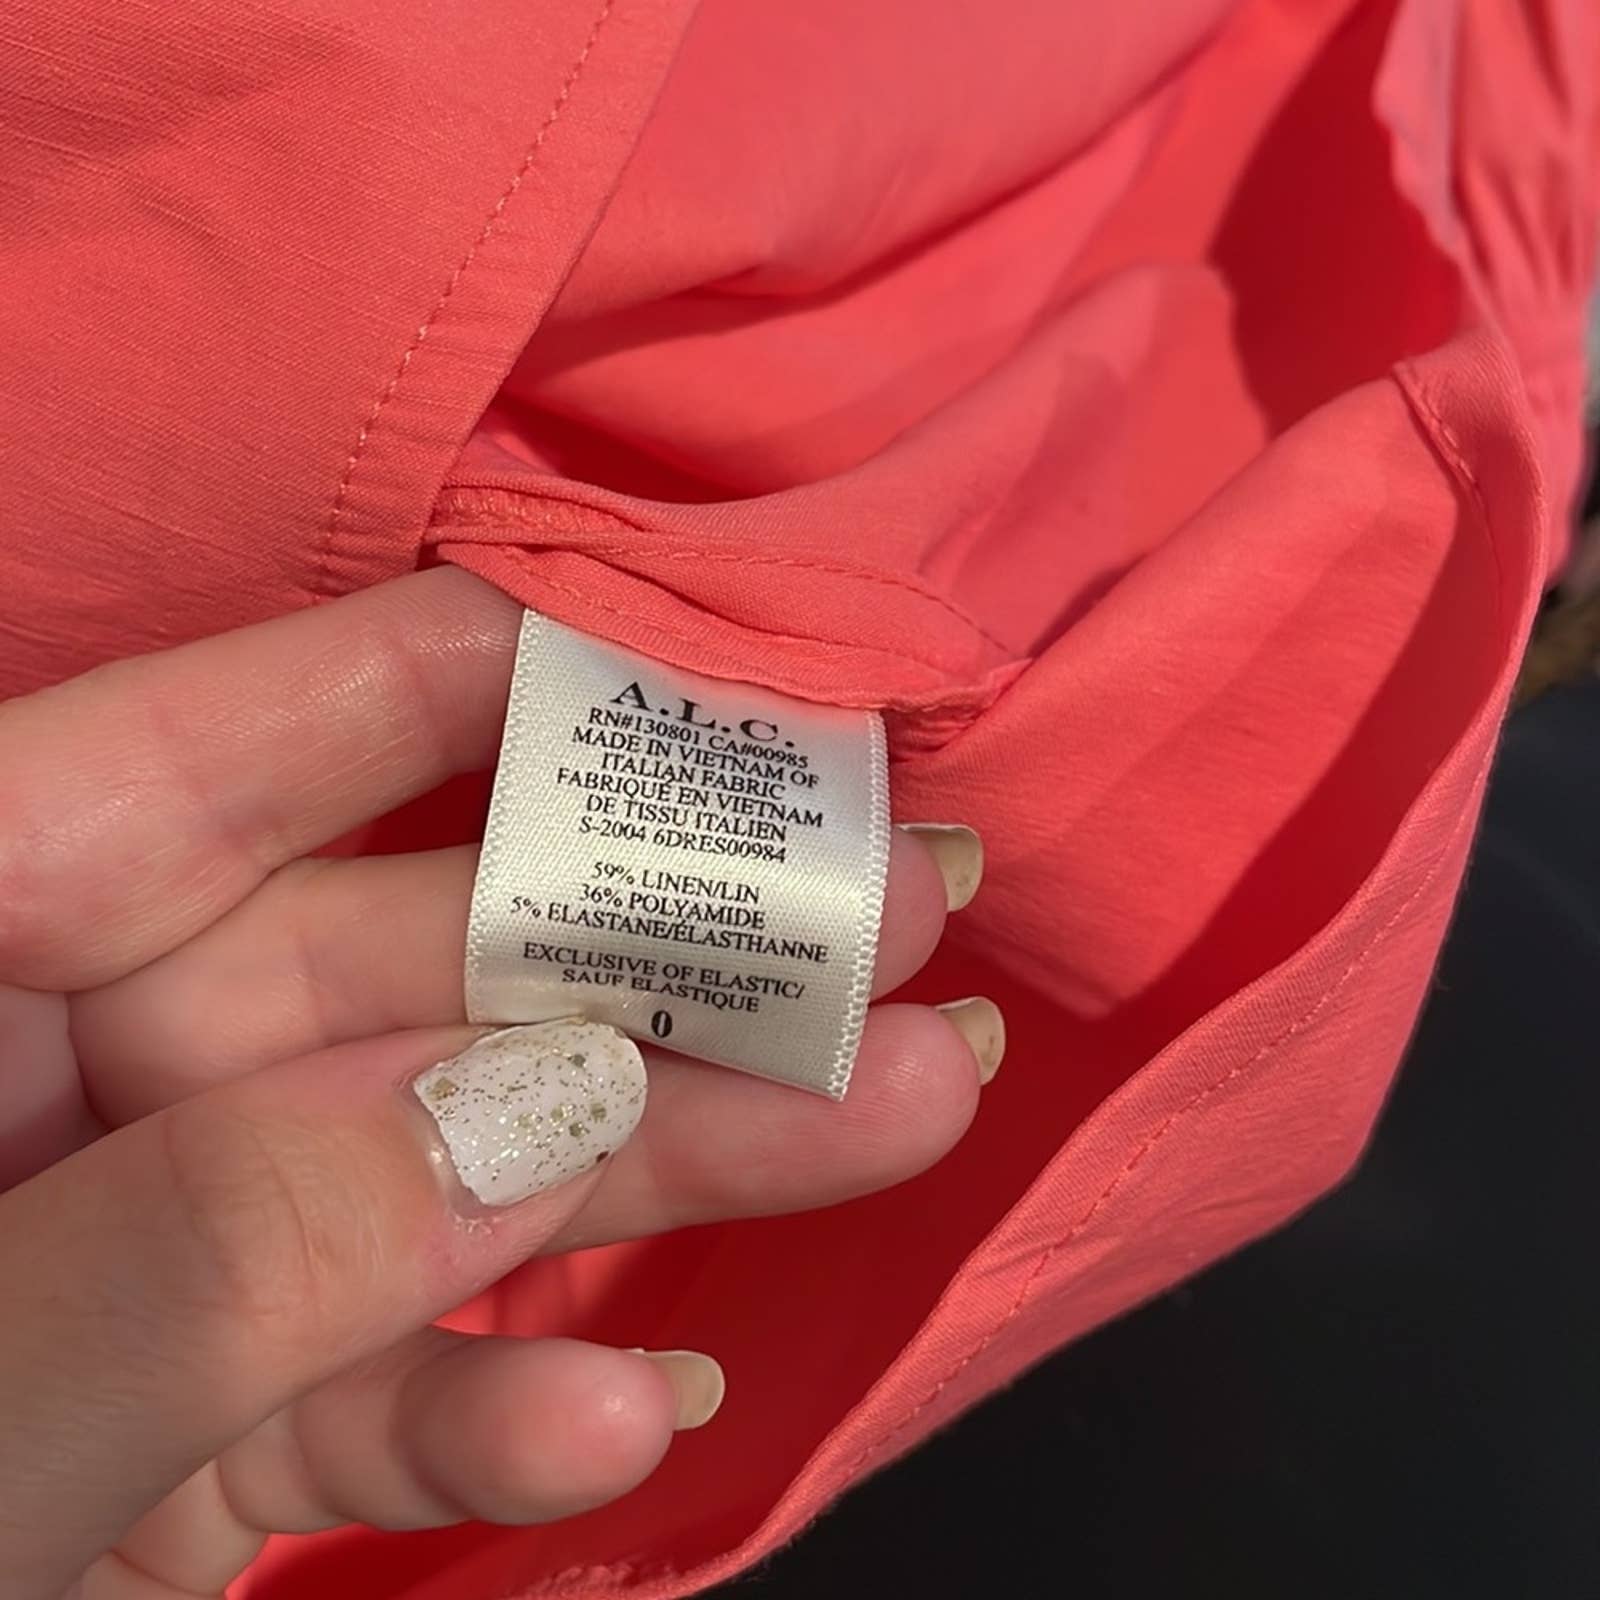 A.L.C.
RN#130801 CA#00985
MADE IN VIETNAM OF
ITALIAN FABRIC
FABRIQUÉ EN VIETNAM
DE TISSU ITALIEN
S-2004 6DRES00984
59% LINEN/LIN
36% POLYAMIDE
5% ELASTANE/ÉLASTHANNE
EXCLUSIVE OF ELASTIC/
SAUF ELASTIQUE
0